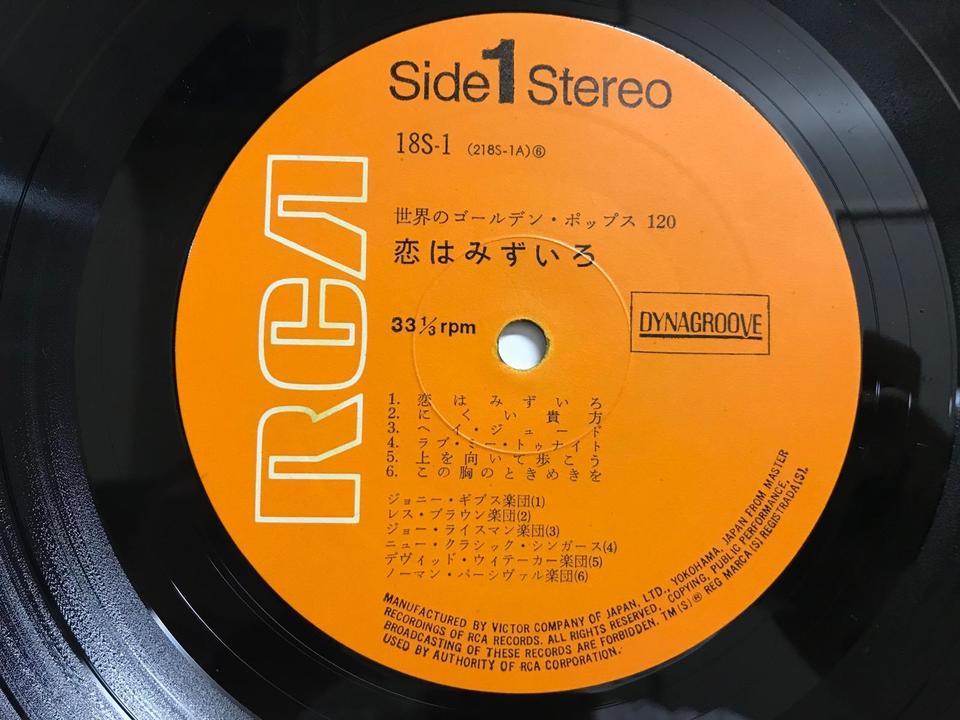 Side 1 Stereo
18S-1 (218S-1A)⑥
世界のゴールデン・ポップス 120
恋はみずいろ
33⅓rpm
DYNAGROOVE
RCA
1. 恋はみずいろ
2. にくい貴方
3. ヘイ・ジュード
4. ラブ・ミー・トゥナイト
5. 上を向いて歩こう
6. この胸のときめきを
ジョニー・ギブス楽団(1)
レス・ブラウン楽団(2)
ジョー・ライスマン楽団(3)
ニュー・クラシック・シンガース(4)
デヴィッド・ウィテーカー楽団(5)
ノーマン・パーシヴァル楽団(6)
MANUFACTURED BY VICTOR COMPANY OF JAPAN, LTD., YOKOHAMA, JAPAN FROM MASTER
RECORDINGS OF RCA RECORDS. ALL RIGHTS RESERVED, COPYING, PUBLIC PERFORMANCE,
BROADCASTING OF THESE RECORDS ARE FORBIDDEN. TM(S)® REG MARCA(S) REGISTRADA(S).
USED BY AUTHORITY OF RCA CORPORATION.